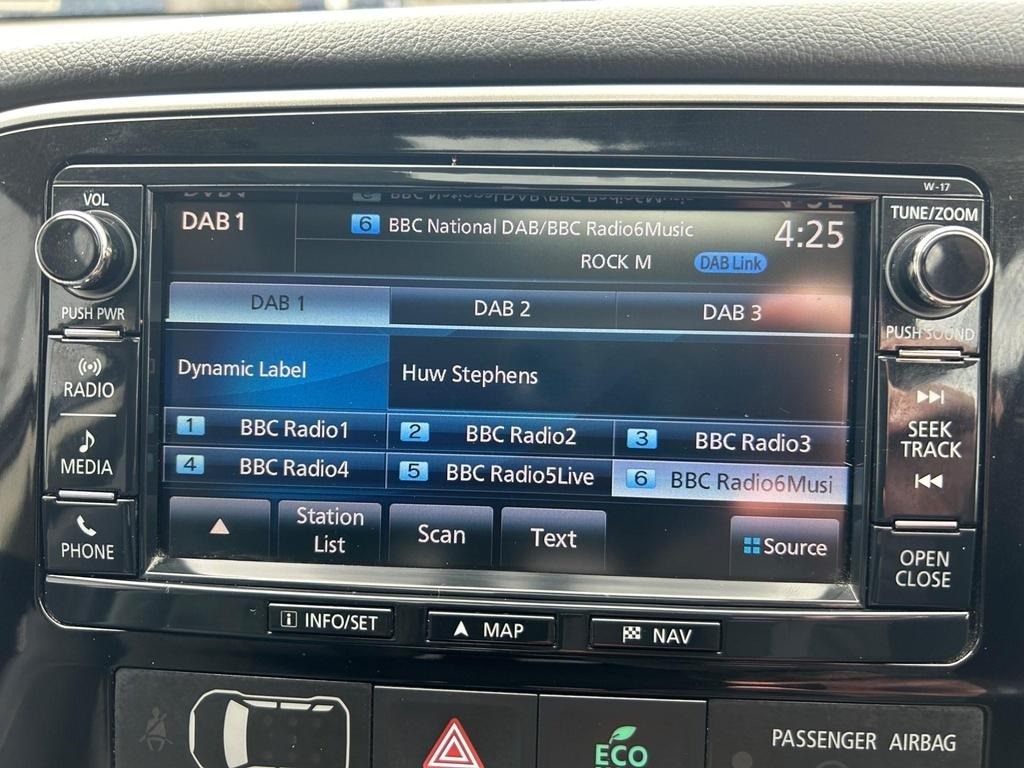 W-17
VOL
TUNE/ZOOM
DAB 1
6 BBC National DAB/BBC Radio6Music
4:25
ROCK M
DAB Link
PUSH PWR
PUSH SOUND
DAB 1
DAB 2
DAB 3
Dynamic Label
Huw Stephens
RADIO
MEDIA
PHONE
1 BBC Radio1
2 BBC Radio2
3 BBC Radio3
4 BBC Radio4
5 BBC Radio5Live
6 BBC Radio6Musi
Station
List
Scan
Text
Source
SEEK
TRACK
OPEN
CLOSE
INFO/SET
MAP
NAV
ECO
PASSENGER AIRBAG